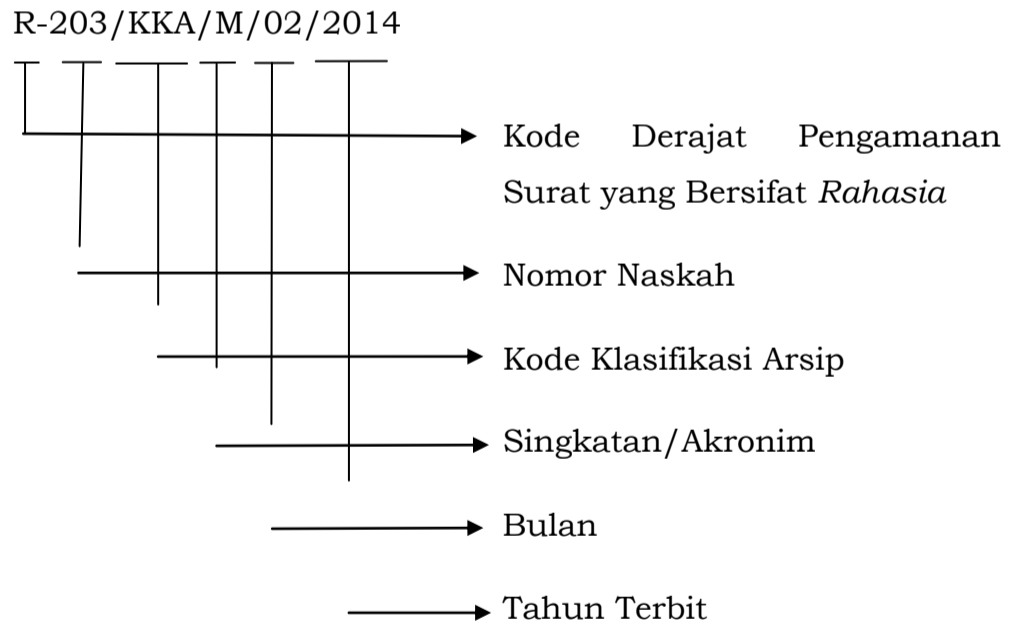 R-203/KKA/M/02/2014
Kode Derajat Pengamanan
Surat yang Bersifat Rahasia
Nomor Naskah
Kode Klasifikasi Arsip
Singkatan/Akronim
Bulan
Tahun Terbit